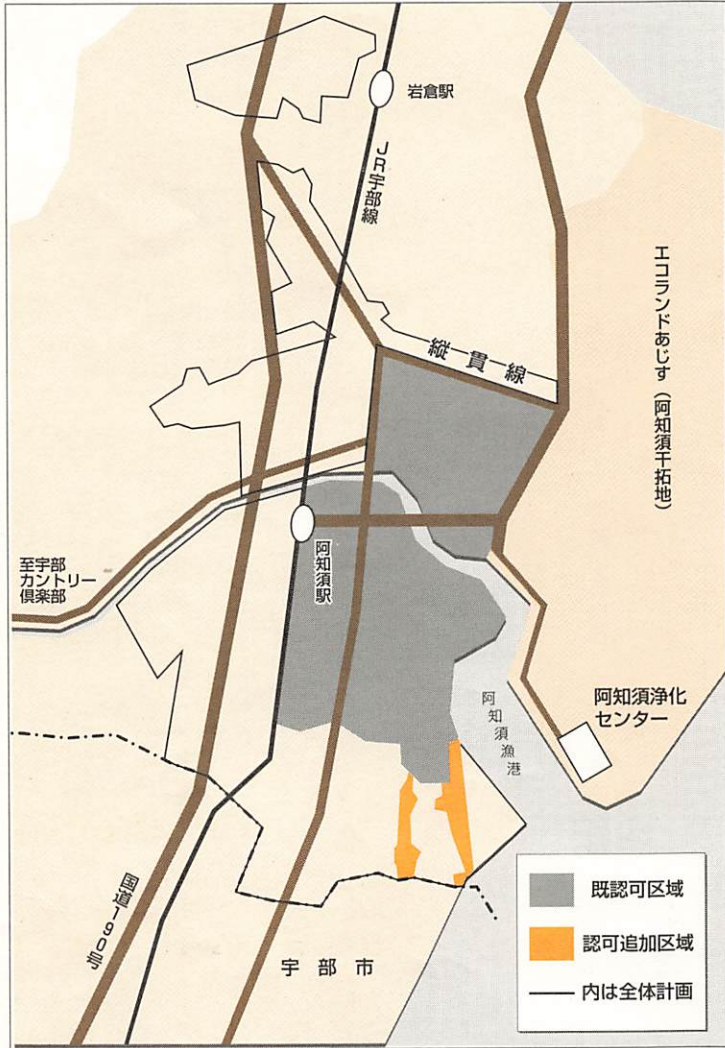 岩倉駅
JR宇部線
エコランドあじす（阿知須干拓地）
縦貫線
至宇部
カントリー
倶楽部
阿知須駅
阿知須漁港
阿知須浄化
センター
国道190号
宇部市
既認可区域
認可追加区域
内は全体計画